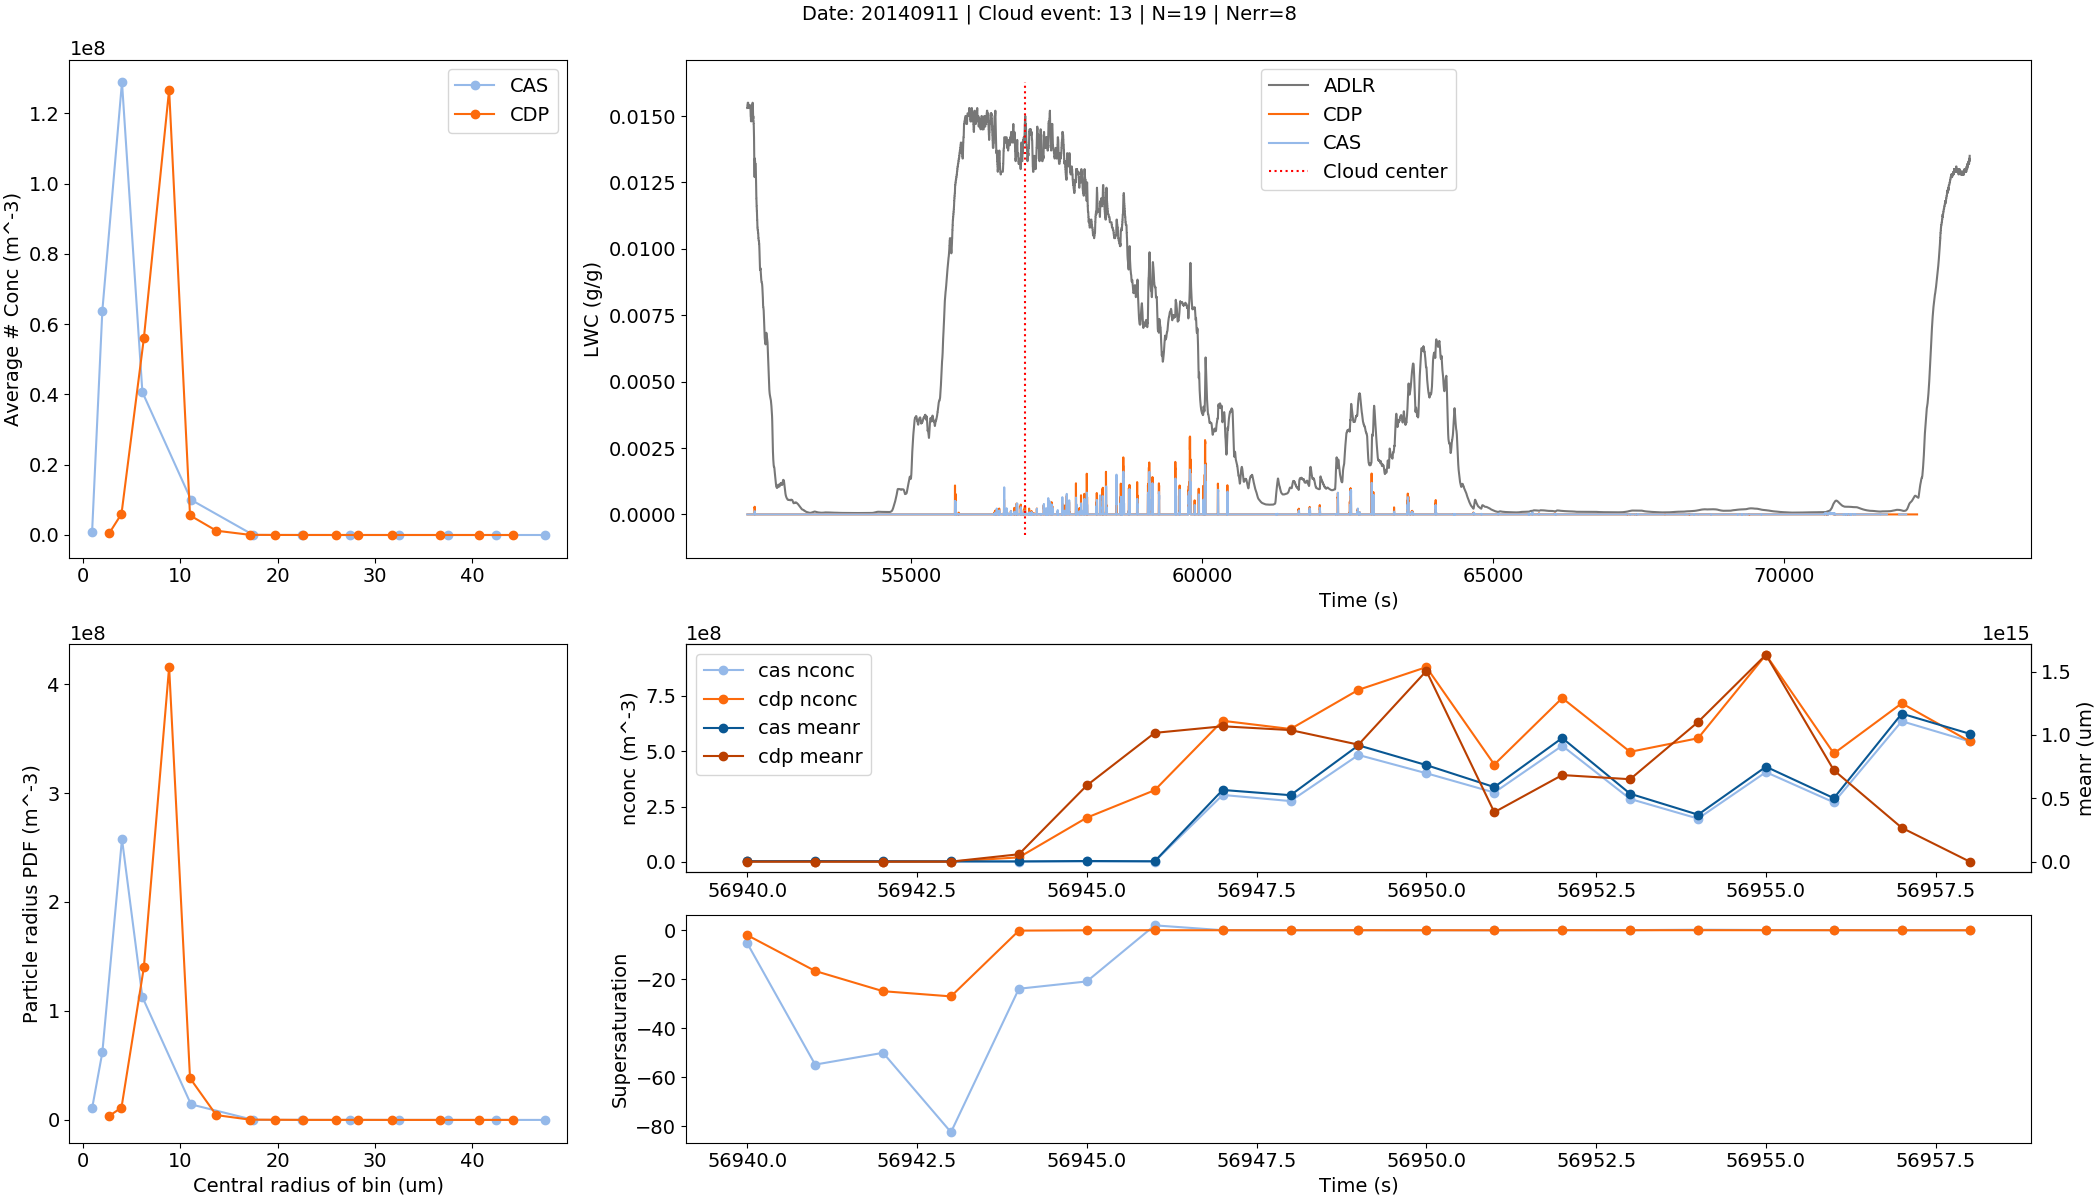 Date: 20140911 | Cloud event: 13 | N=19 | Nerr=8
1e8
Average # Conc (m^-3)
1.2
1.0
0.8
0.6
0.4
0.2
0.0
0 10 20 30 40
CAS
CDP
LWC (g/g)
0.0150
0.0125
0.0100
0.0075
0.0050
0.0025
0.0000
55000 60000 65000 70000
Time (s)
ADLR
CDP
CAS
Cloud center
1e8
Particle radius PDF (m^-3)
4
3
2
1
0
0 10 20 30 40
Central radius of bin (um)
1e8
1e15
nconc (m^-3)
7.5
5.0
2.5
0.0
cas nconc
cdp nconc
cas meanr
cdp meanr
1.5
1.0
0.5
0.0
meanr (um)
56940.0 56942.5 56945.0 56947.5 56950.0 56952.5 56955.0 56957.5
Supersaturation
0
−20
−40
−60
−80
56940.0 56942.5 56945.0 56947.5 56950.0 56952.5 56955.0 56957.5
Time (s)